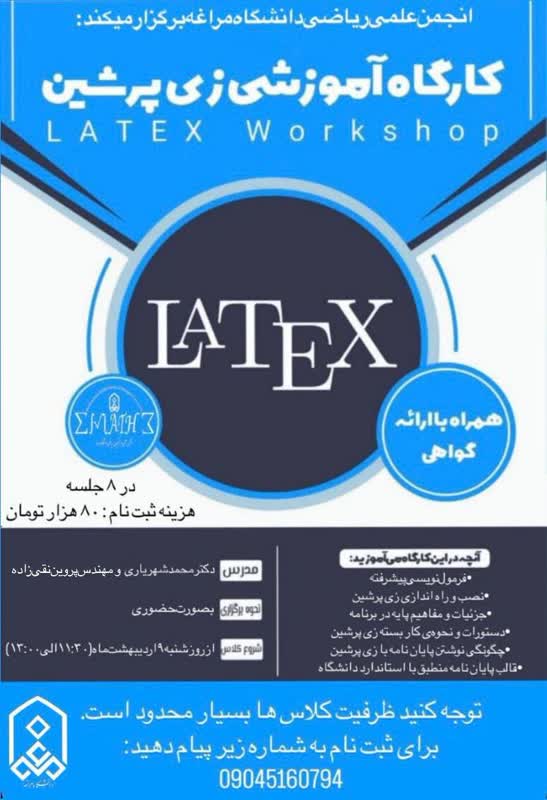 انجمن علمی ریاضی دانشگاه مراغه برگزار میکند:
کارگاه آموزشی زی پرشین
LATEX Workshop
LATEX
ΣMATHΣ
همراه با ارائه
گواهی
در ۸ جلسه
هزینه ثبت نام: ۸۰ هزار تومان
مدرس دکتر محمد شهریاری و مهندس پروین نقی زاده
نحوه برگزاری بصورت حضوری
شروع کلاس از روز شنبه ۹ اردیبهشت ماه (۱۱:۳۰ الی ۱۳:۰۰)
آنچه در این کارگاه می آموزید:
•فرمول نویسی پیشرفته
•نصب و راه اندازی زی پرشین
•جزئیات و مفاهیم پایه در برنامه
•دستورات و نحوه‌ی کار بسته زی پرشین
•چگونگی نوشتن پایان نامه با زی پرشین
•قالب پایان نامه منطبق با استاندارد دانشگاه
توجه کنید ظرفیت کلاس ها بسیار محدود است.
برای ثبت نام به شماره زیر پیام دهید:
09045160794